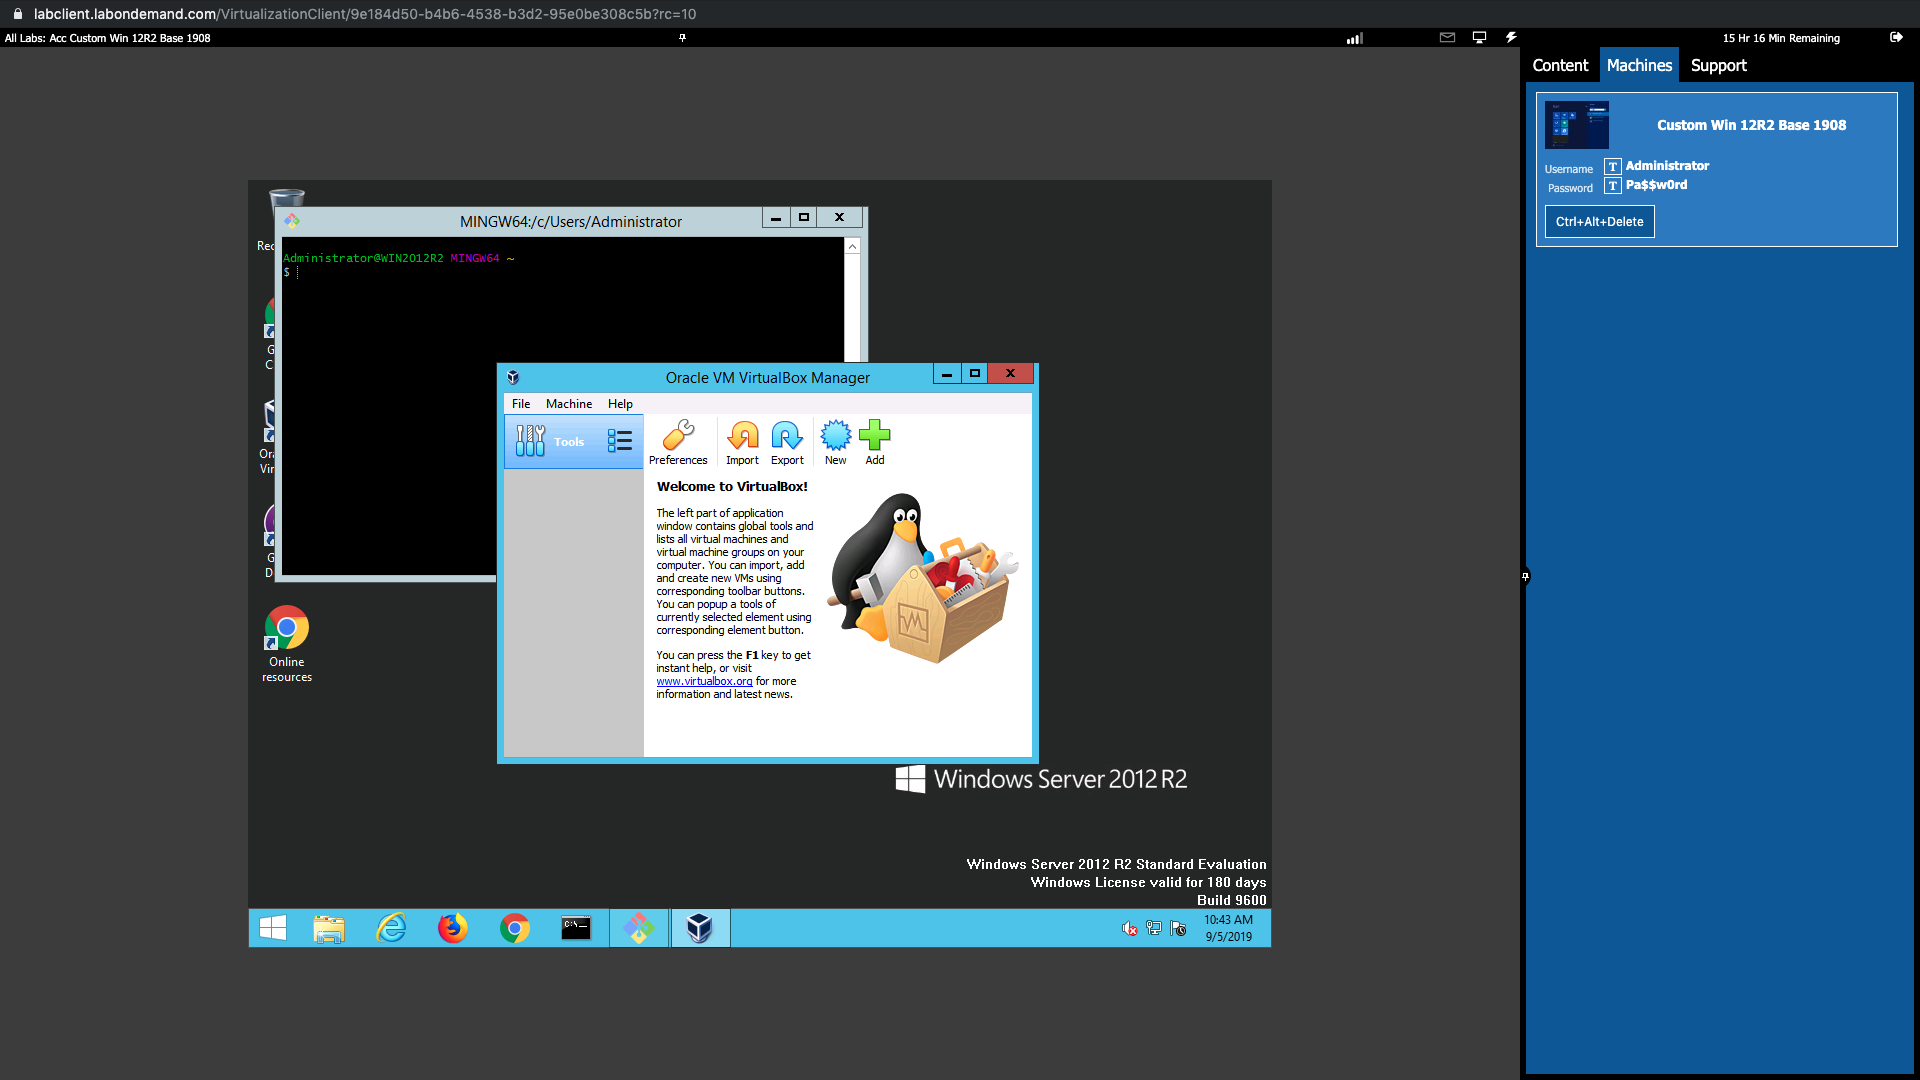 labclient.labondemand.com/VirtualizationClient/9e184d50-b4b6-4538-b3d2-95e0be308c5b?rc=10
All Labs: Acc Custom Win 12R2 Base 1908
15 Hr 16 Min Remaining
Content
Machines
Support
Custom Win 12R2 Base 1908
Username
T
Administrator
Password
T
Pa$$w0rd
Ctrl+Alt+Delete
Rec
G
C
Ora
Vir
G
D
Online
resources
MINGW64:/c/Users/Administrator
Administrator@WIN2012R2 MINGW64 ~
$
Oracle VM VirtualBox Manager
File
Machine
Help
Tools
Preferences
Import
Export
New
Add
Welcome to VirtualBox!
The left part of application
window contains global tools and
lists all virtual machines and
virtual machine groups on your
computer. You can import, add
and create new VMs using
corresponding toolbar buttons.
You can popup a tools of
currently selected element using
corresponding element button.
You can press the F1 key to get
instant help, or visit
www.virtualbox.org for more
information and latest news.
Windows Server 2012 R2
Windows Server 2012 R2 Standard Evaluation
Windows License valid for 180 days
Build 9600
C:\_
10:43 AM
9/5/2019